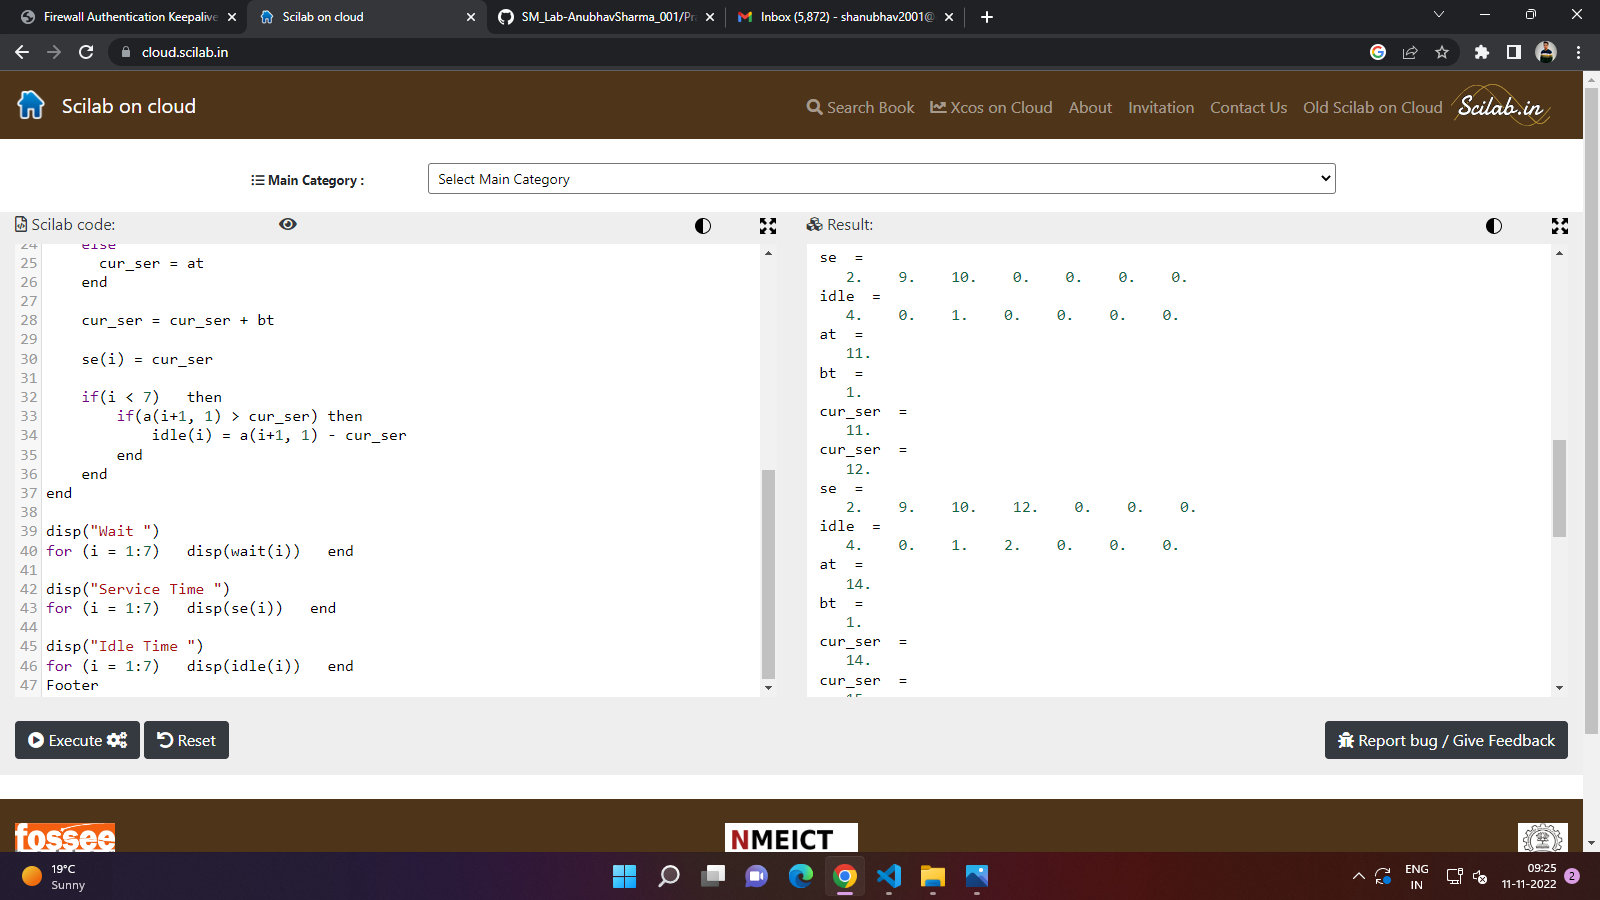 Firewall Authentication Keepalive
Scilab on cloud
SM_Lab-AnubhavSharma_001/Pra
Inbox (5,872) - shanubhav2001@
cloud.scilab.in
Scilab on cloud
Search Book
Xcos on Cloud
About
Invitation
Contact Us
Old Scilab on Cloud
Scilab.in
Main Category :
Select Main Category
Scilab code:
24 else
25 cur_ser = at
26 end
27
28 cur_ser = cur_ser + bt
29
30 se(i) = cur_ser
31
32 if(i < 7) then
33 if(a(i+1, 1) > cur_ser) then
34 idle(i) = a(i+1, 1) - cur_ser
35 end
36 end
37 end
38
39 disp("Wait ")
40 for (i = 1:7) disp(wait(i)) end
41
42 disp("Service Time ")
43 for (i = 1:7) disp(se(i)) end
44
45 disp("Idle Time ")
46 for (i = 1:7) disp(idle(i)) end
47 Footer
Result:
se =
2. 9. 10. 0. 0. 0. 0.
idle =
4. 0. 1. 0. 0. 0. 0.
at =
11.
bt =
1.
cur_ser =
11.
cur_ser =
12.
se =
2. 9. 10. 12. 0. 0. 0.
idle =
4. 0. 1. 2. 0. 0. 0.
at =
14.
bt =
1.
cur_ser =
14.
cur_ser =
15.
Execute
Reset
Report bug / Give Feedback
fossee
NMEICT
19°C
Sunny
ENG
IN
09:25
11-11-2022
2